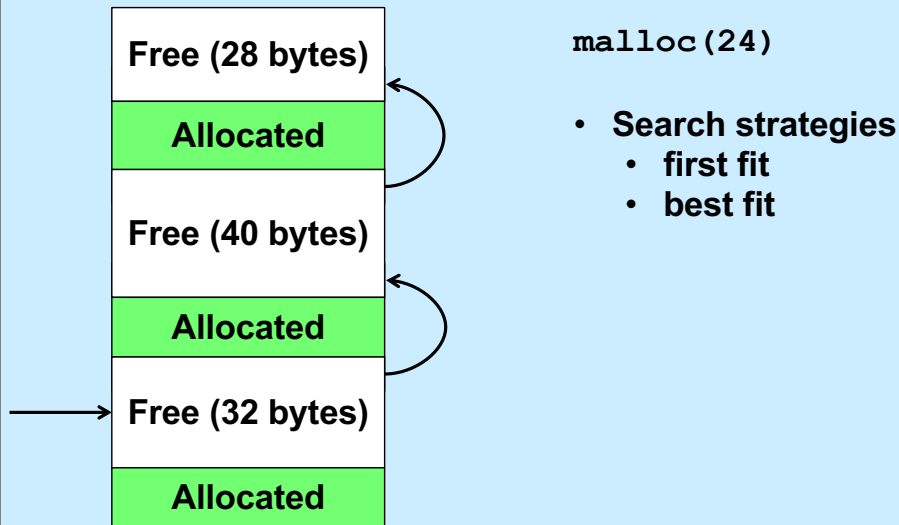 Free (28 bytes)
Allocated
Free (40 bytes)
Allocated
Free (32 bytes)
Allocated
malloc(24)
• Search strategies
• first fit
• best fit